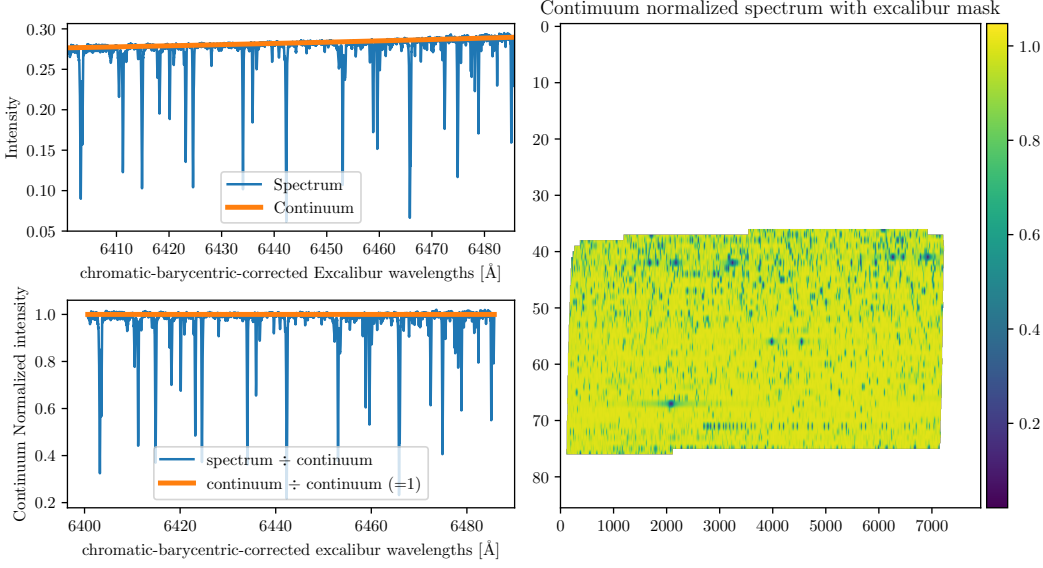 0.30
0.25
0.20
0.15
0.10
0.05
Intensity
Spectrum
Continuum
6410 6420 6430 6440 6450 6460 6470 6480
chromatic-barycentric-corrected Excalibur wavelengths [Å]
1.0
0.8
0.6
0.4
0.2
Continuum Normalized intensity
spectrum ÷ continuum
continuum ÷ continuum (=1)
6400 6420 6440 6460 6480
chromatic-barycentric-corrected excalibur wavelengths [Å]
Contimuum normalized spectrum with excalibur mask
0
10
20
30
40
50
60
70
80
0 1000 2000 3000 4000 5000 6000 7000
1.0
0.8
0.6
0.4
0.2